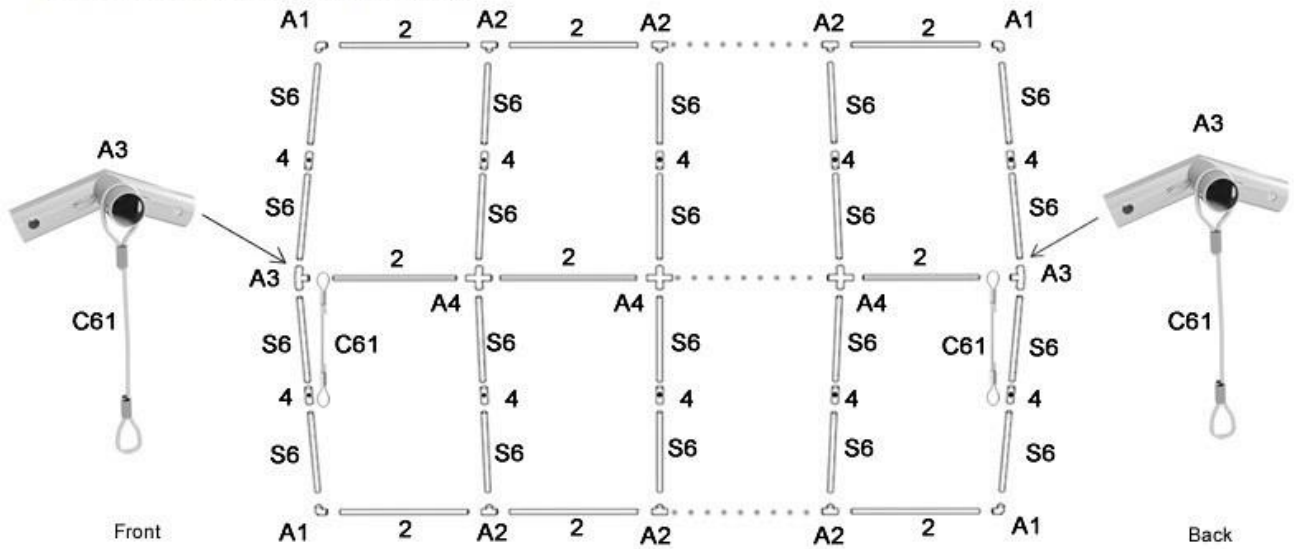 A1 2 A2 2 A2 A2 2 A1
S6 S6 S6 S6 S6
A3 4 4 4 4 4 A3
S6 S6 S6 S6 S6
A3 2 2 2 A3
A4 A4 A4
C61 S6 C61 S6 S6 S6 C61 S6 C61
4 4 4 4 4
S6 S6 S6 S6 S6
Front A1 2 A2 2 A2 A2 2 A1 Back